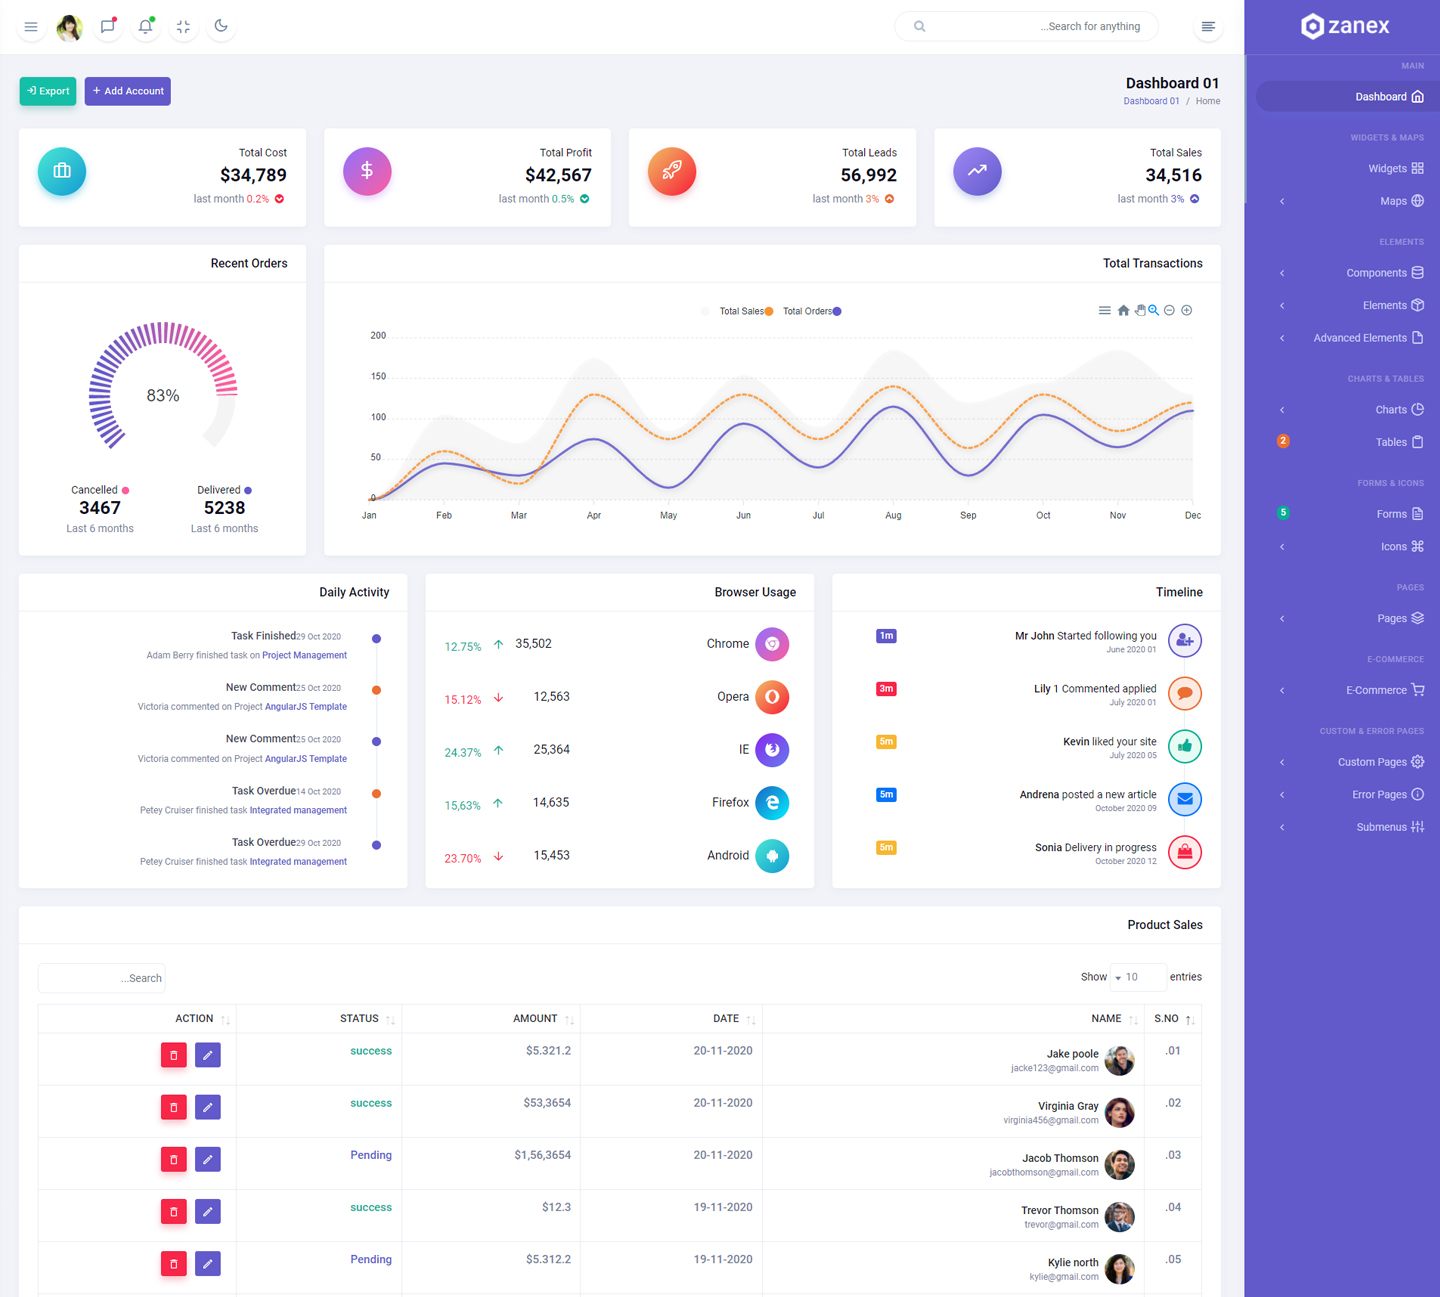 ...Search for anything
zanex
MAIN
Dashboard
WIDGETS & MAPS
Widgets
Maps
ELEMENTS
Components
Elements
Advanced Elements
CHARTS & TABLES
Charts
2 Tables
FORMS & ICONS
5 Forms
Icons
PAGES
Pages
E-COMMERCE
E-Commerce
CUSTOM & ERROR PAGES
Custom Pages
Error Pages
Submenus
Export
+ Add Account
Dashboard 01
Dashboard 01 / Home
Total Cost
$34,789
last month 0.2%
Total Profit
$42,567
last month 0.5%
Total Leads
56,992
last month 3%
Total Sales
34,516
last month 3%
Recent Orders
83%
Cancelled
3467
Last 6 months
Delivered
5238
Last 6 months
Total Transactions
Total Sales Total Orders
200
150
100
50
0
Jan Feb Mar Apr May Jun Jul Aug Sep Oct Nov Dec
Daily Activity
Task Finished29 Oct 2020
Adam Berry finished task on Project Management
New Comment25 Oct 2020
Victoria commented on Project AngularJS Template
New Comment25 Oct 2020
Victoria commented on Project AngularJS Template
Task Overdue14 Oct 2020
Petey Cruiser finished task Integrated management
Task Overdue29 Oct 2020
Petey Cruiser finished task Integrated management
Browser Usage
12.75% 35,502 Chrome
15.12% 12,563 Opera
24.37% 25,364 IE
15,63% 14,635 Firefox
23.70% 15,453 Android
Timeline
1m Mr John Started following you
June 2020 01
3m Lily 1 Commented applied
July 2020 01
5m Kevin liked your site
July 2020 05
5m Andrena posted a new article
October 2020 09
5m Sonia Delivery in progress
October 2020 12
Product Sales
...Search
Show 10 entries
ACTION STATUS AMOUNT DATE NAME S.NO
success $5.321.2 20-11-2020 Jake poole .01
jacke123@gmail.com
success $53,3654 20-11-2020 Virginia Gray .02
virginia456@gmail.com
Pending $1,56,3654 20-11-2020 Jacob Thomson .03
jacobthomson@gmail.com
success $12.3 19-11-2020 Trevor Thomson .04
trevor@gmail.com
Pending $5.312.2 19-11-2020 Kylie north .05
kylie@gmail.com